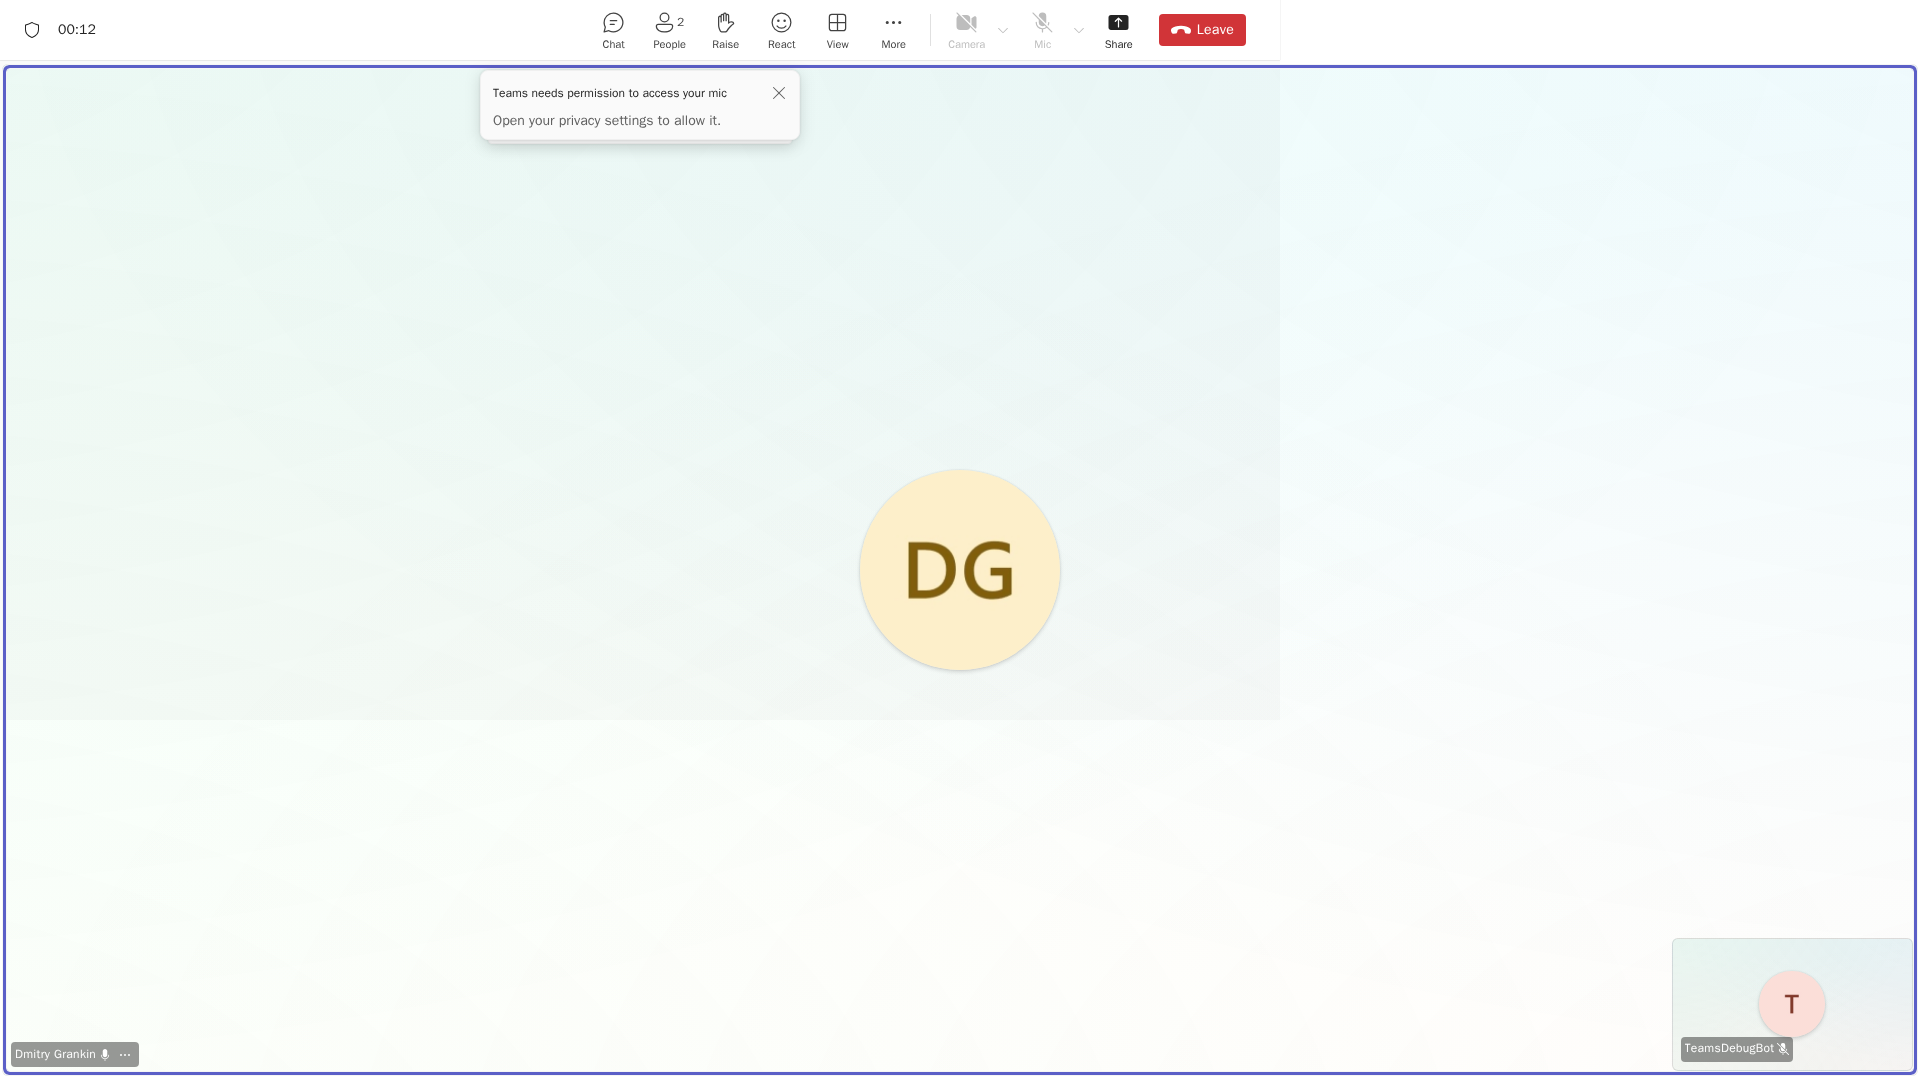 00:12
Chat
People 2
Raise
React
View
More
Camera
Mic
Share
Leave
Teams needs permission to access your mic
Open your privacy settings to allow it.
DG
T
TeamsDebugBot
Dmitry Grankin